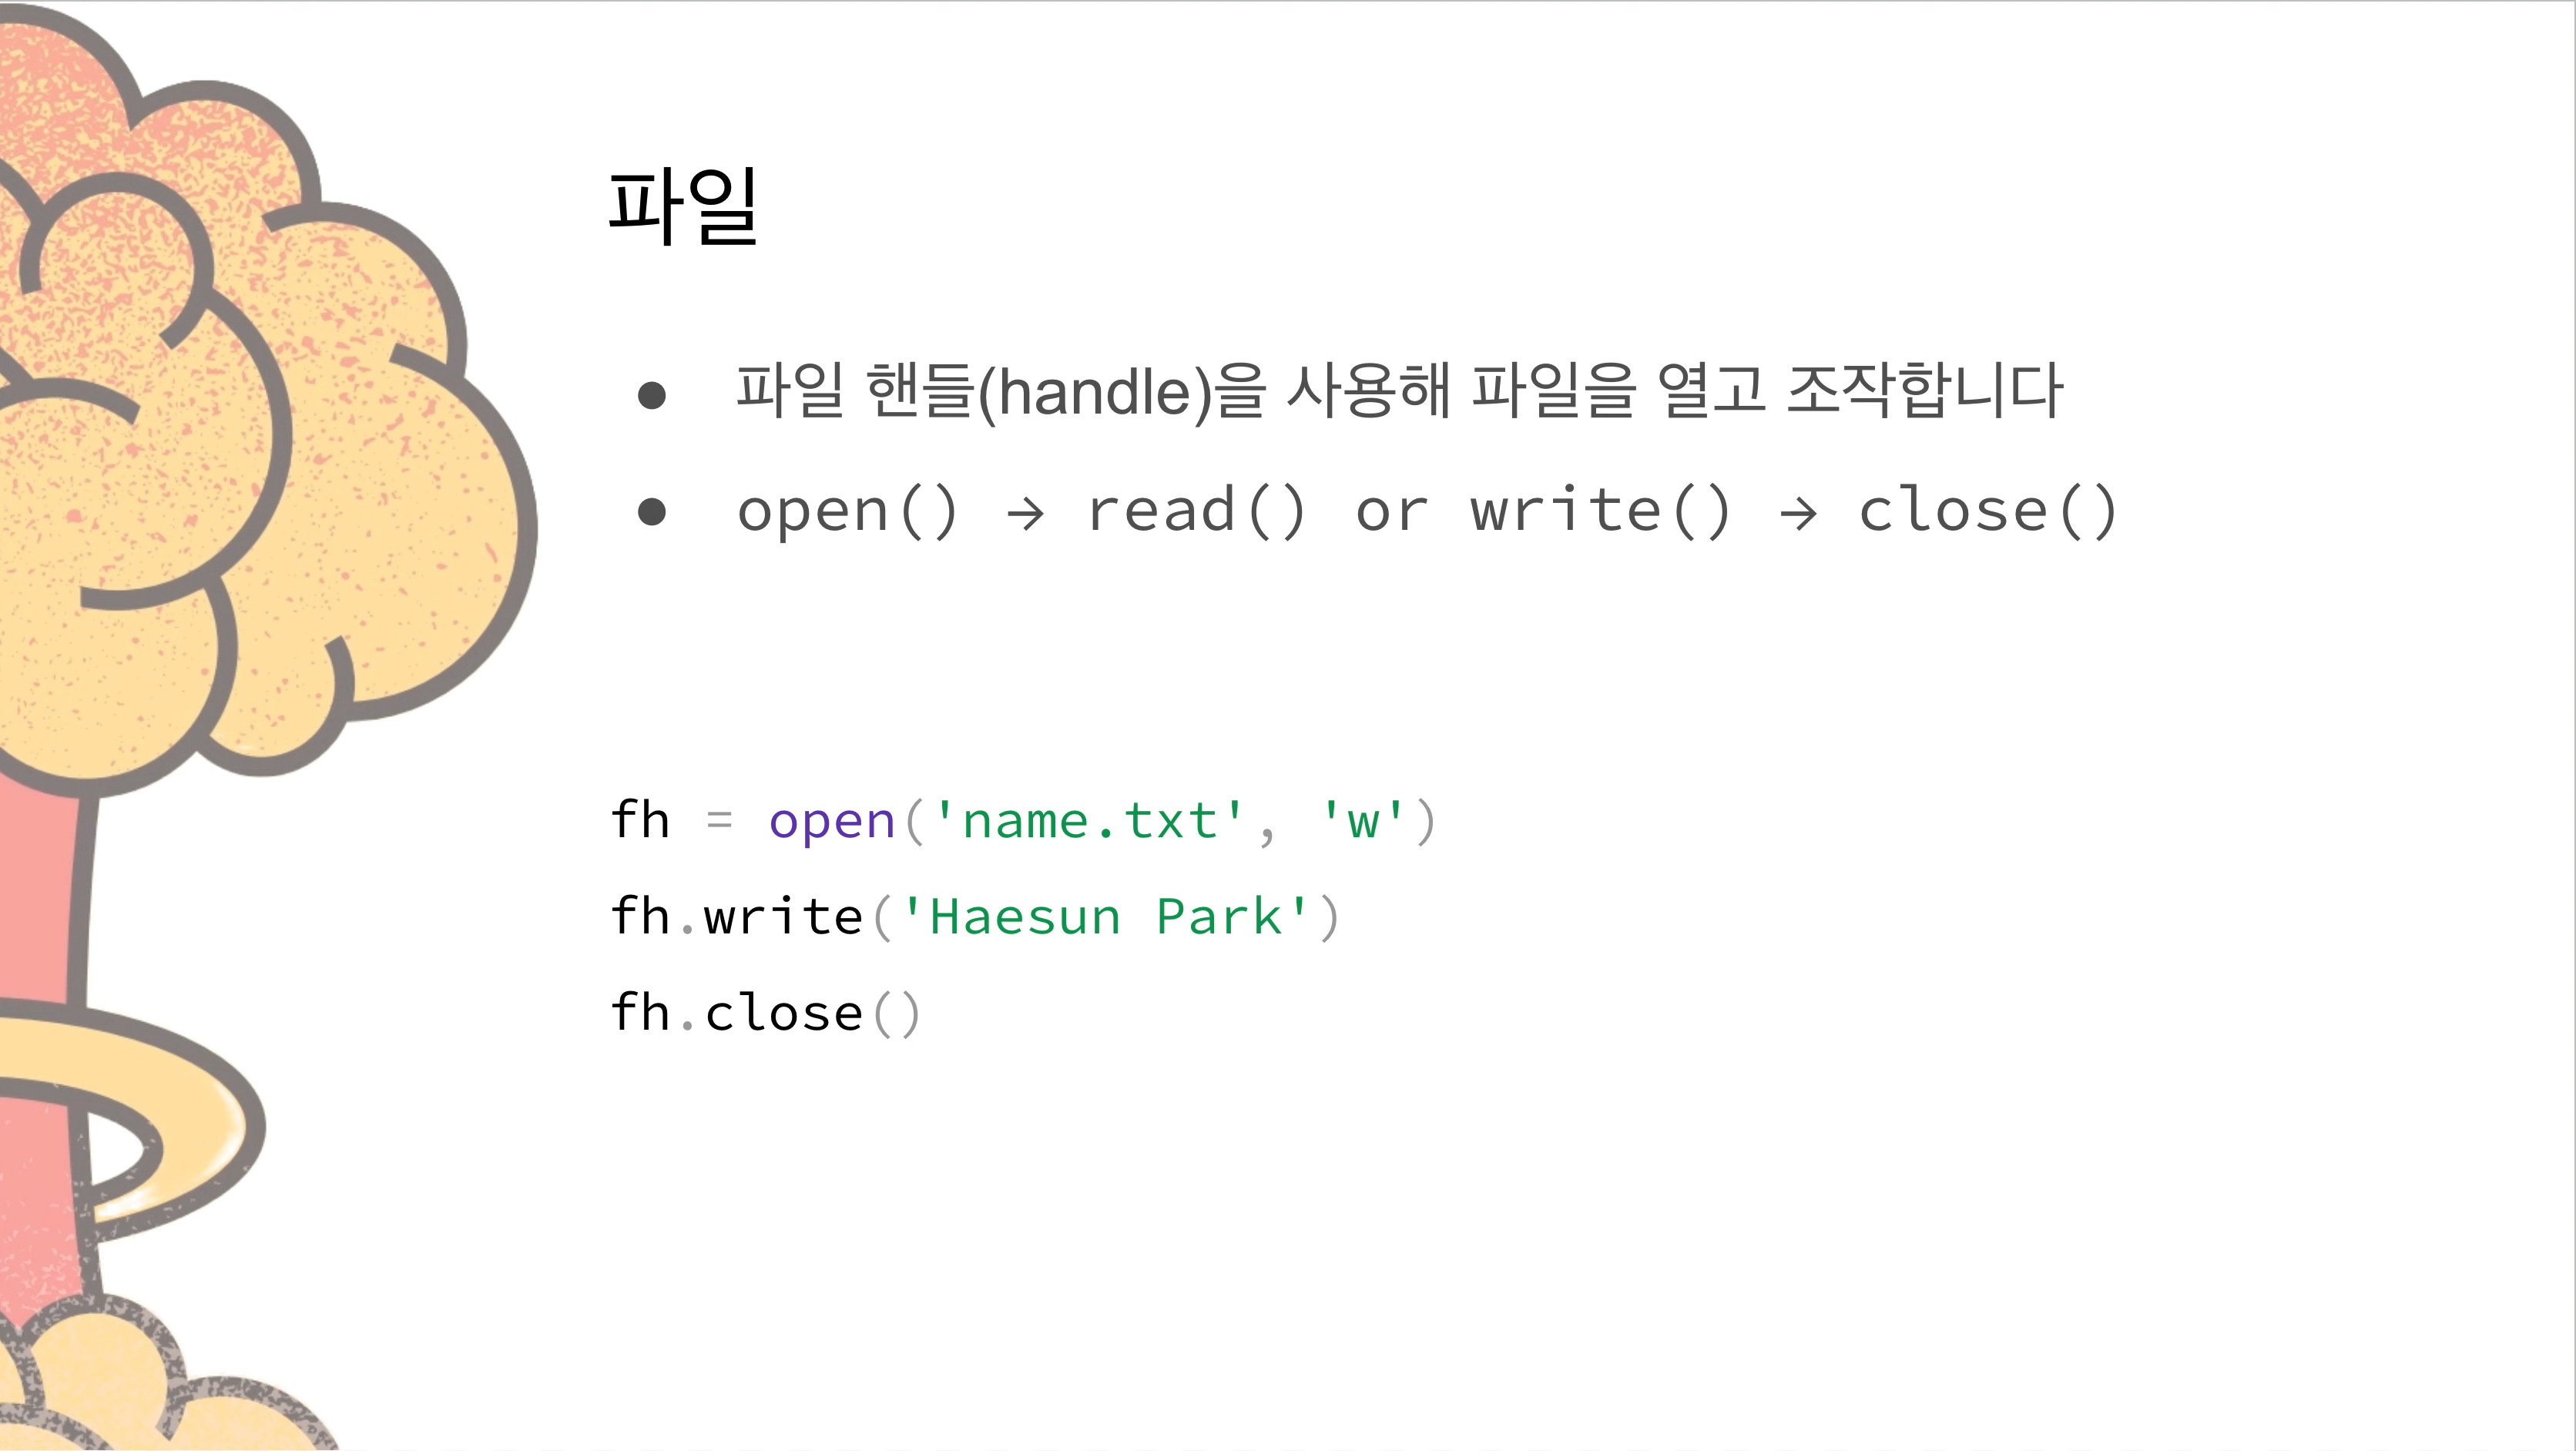 파일
● 파일 핸들(handle)을 사용해 파일을 열고 조작합니다
● open() → read() or write() → close()
fh = open('name.txt', 'w')
fh.write('Haesun Park')
fh.close()